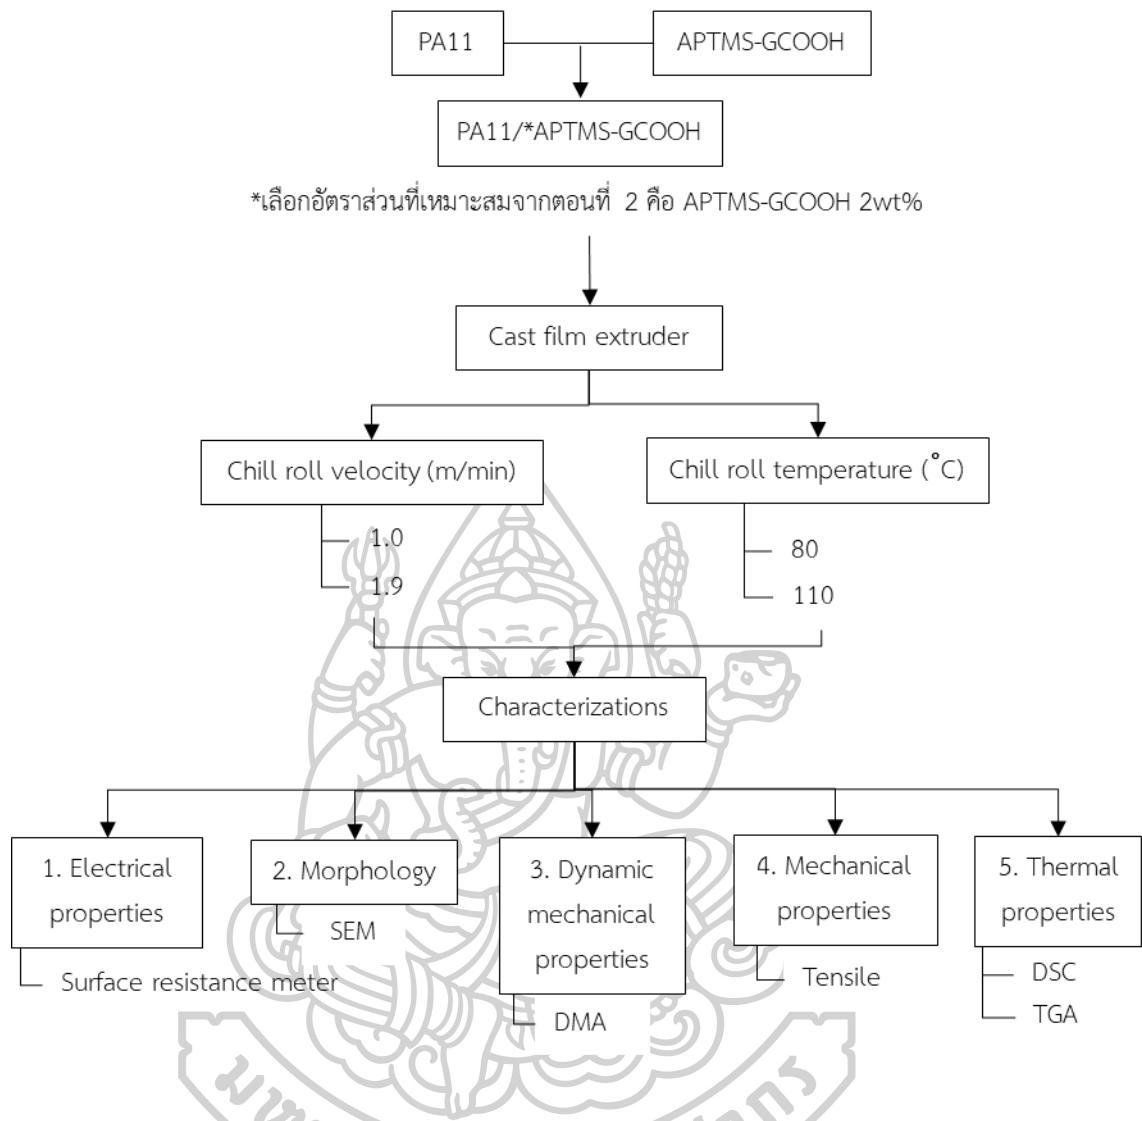 PA11
APTMS-GCOOH
PA11/*APTMS-GCOOH
*เลือกอัตราส่วนที่เหมาะสมจากตอนที่ 2 คือ APTMS-GCOOH 2wt%
Cast film extruder
Chill roll velocity (m/min)
1.0
1.9
Chill roll temperature (˚C)
80
110
Characterizations
1. Electrical
properties
Surface resistance meter
2. Morphology
SEM
3. Dynamic
mechanical
properties
DMA
4. Mechanical
properties
Tensile
5. Thermal
properties
DSC
TGA